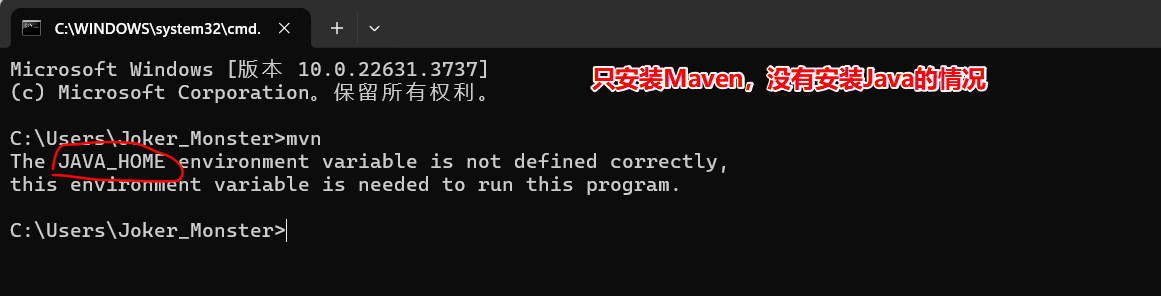 C:\WINDOWS\system32\cmd.
Microsoft Windows [版本 10.0.22631.3737]
只安装Maven，没有安装Java的情况
(c) Microsoft Corporation。保留所有权利。
C:\Users\Joker_Monster>mvn
The JAVA_HOME environment variable is not defined correctly,
this environment variable is needed to run this program.
C:\Users\Joker_Monster>